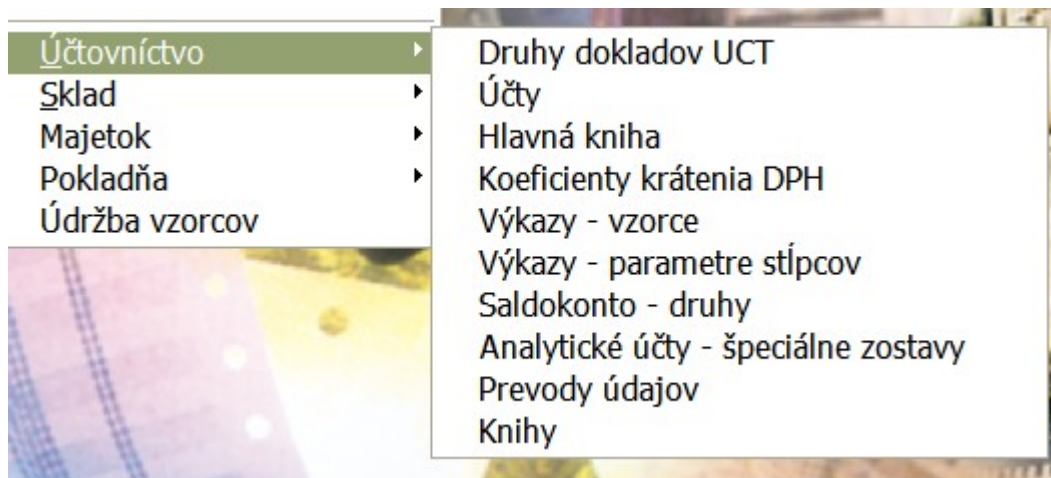 Účtovníctvo
Sklad
Majetok
Pokladňa
Údržba vzorcov
Druhy dokladov UCT
Účty
Hlavná kniha
Koeficienty krátenia DPH
Výkazy - vzorce
Výkazy - parametre stĺpcov
Saldokonto - druhy
Analytické účty - špeciálne zostavy
Prevody údajov
Knihy